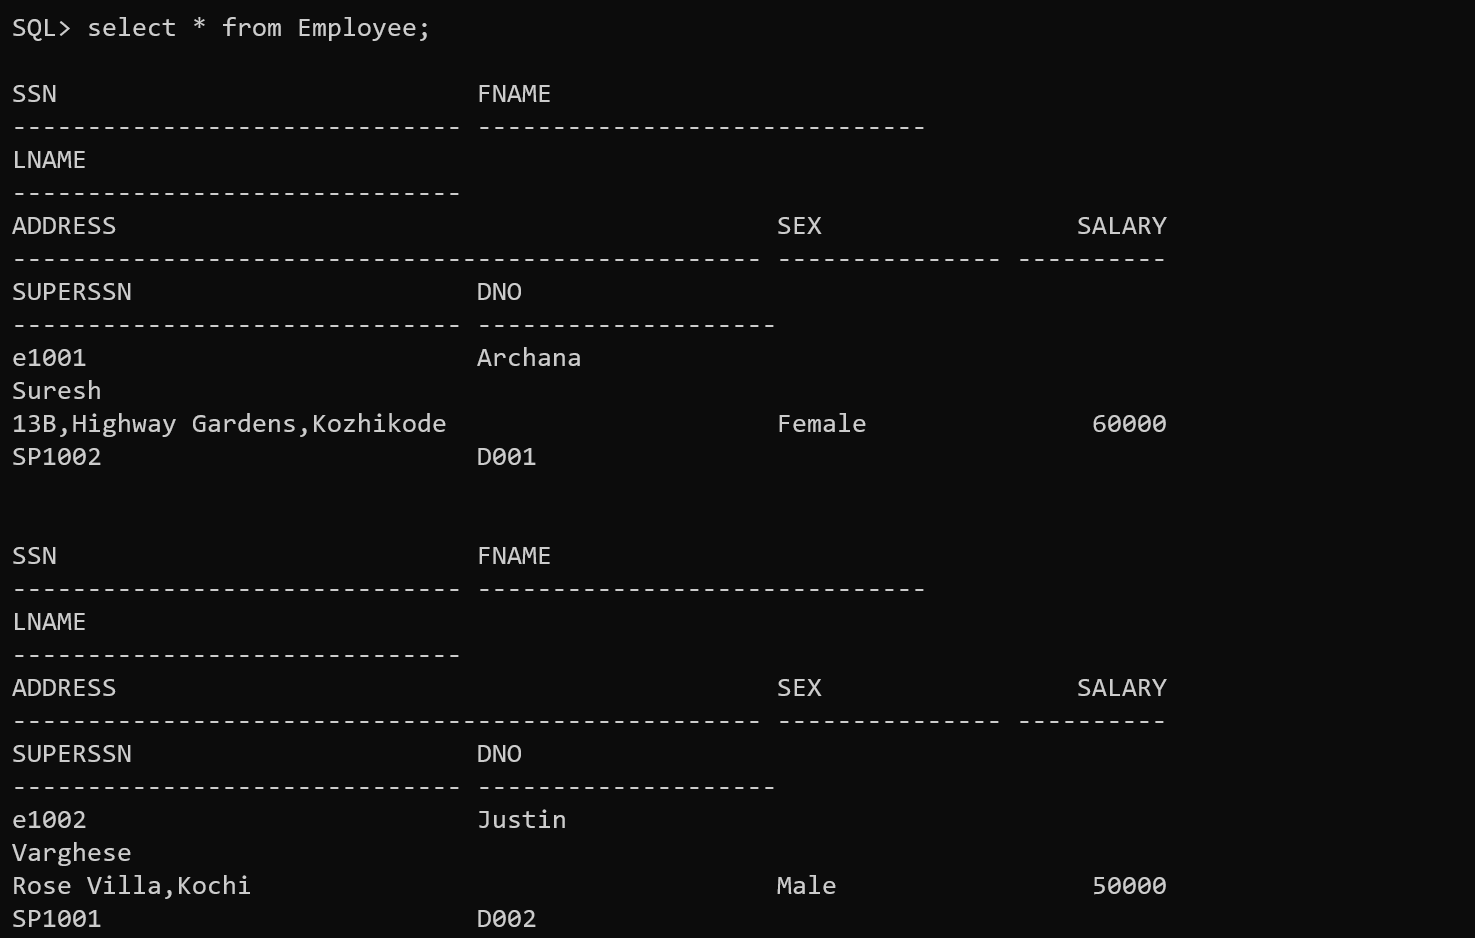 SQL> select * from Employee;
SSN                            FNAME
------------------------------ ------------------------------
LNAME
------------------------------
ADDRESS                                            SEX                 SALARY
-------------------------------------------------- --------------- ----------
SUPERSSN                       DNO
------------------------------ --------------------
e1001                          Archana
Suresh
13B,Highway Gardens,Kozhikode                      Female               60000
SP1002                         D001
SSN                            FNAME
------------------------------ ------------------------------
LNAME
------------------------------
ADDRESS                                            SEX                 SALARY
-------------------------------------------------- --------------- ----------
SUPERSSN                       DNO
------------------------------ --------------------
e1002                          Justin
Varghese
Rose Villa,Kochi                                   Male                 50000
SP1001                         D002